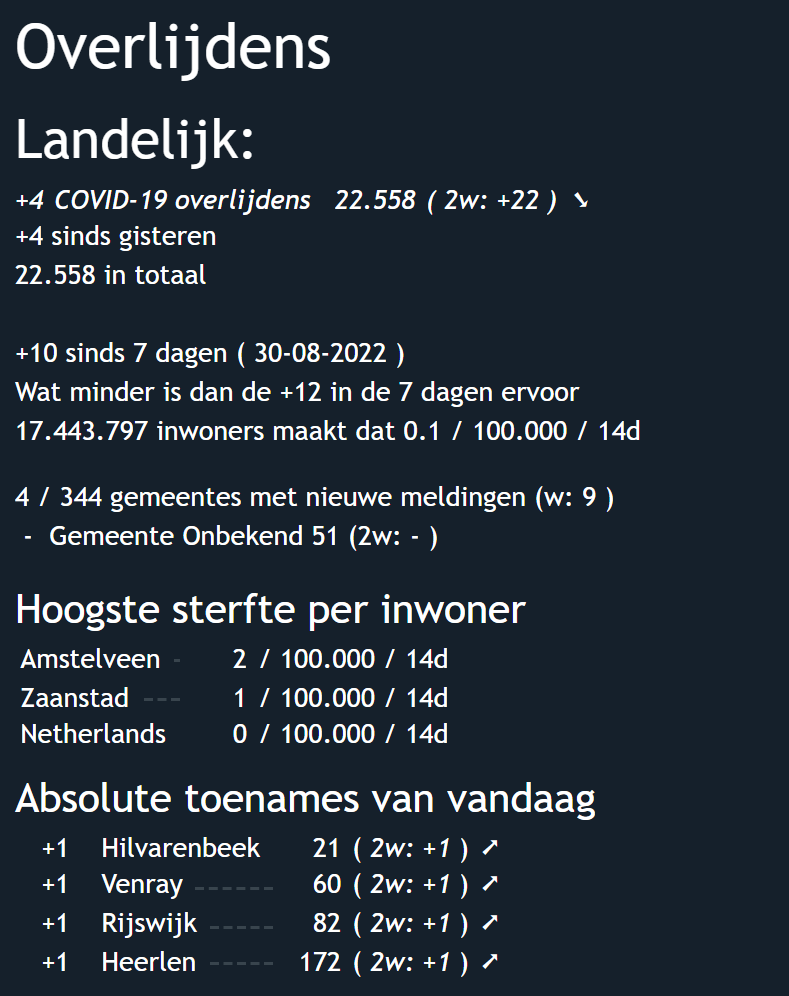 Overlijdens
Landelijk:
+4 COVID-19 overlijdens 22.558 ( 2w: +22 ) ➘
+4 sinds gisteren
22.558 in totaal
+10 sinds 7 dagen ( 30-08-2022 )
Wat minder is dan de +12 in de 7 dagen ervoor
17.443.797 inwoners maakt dat 0.1 / 100.000 / 14d
4 / 344 gemeentes met nieuwe meldingen (w: 9 )
- Gemeente Onbekend 51 (2w: - )
Hoogste sterfte per inwoner
Amstelveen - 2 / 100.000 / 14d
Zaanstad --- 1 / 100.000 / 14d
Netherlands 0 / 100.000 / 14d
Absolute toenames van vandaag
+1 Hilvarenbeek 21 ( 2w: +1 ) ➚
+1 Venray ------ 60 ( 2w: +1 ) ➚
+1 Rijswijk ----- 82 ( 2w: +1 ) ➚
+1 Heerlen ----- 172 ( 2w: +1 ) ➚